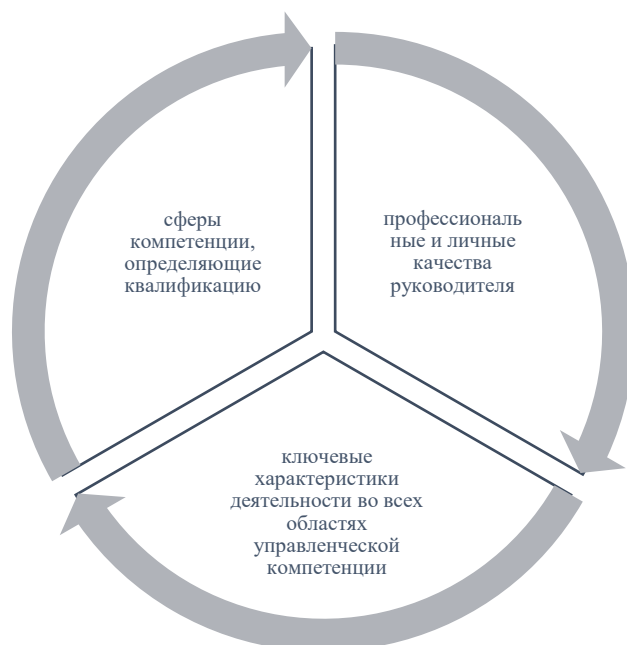 сферы
компетенции,
определяющие
квалификацию
профессиональ
ные и личные
качества
руководителя
ключевые
характеристики
деятельности во всех
областях
управленческой
компетенции